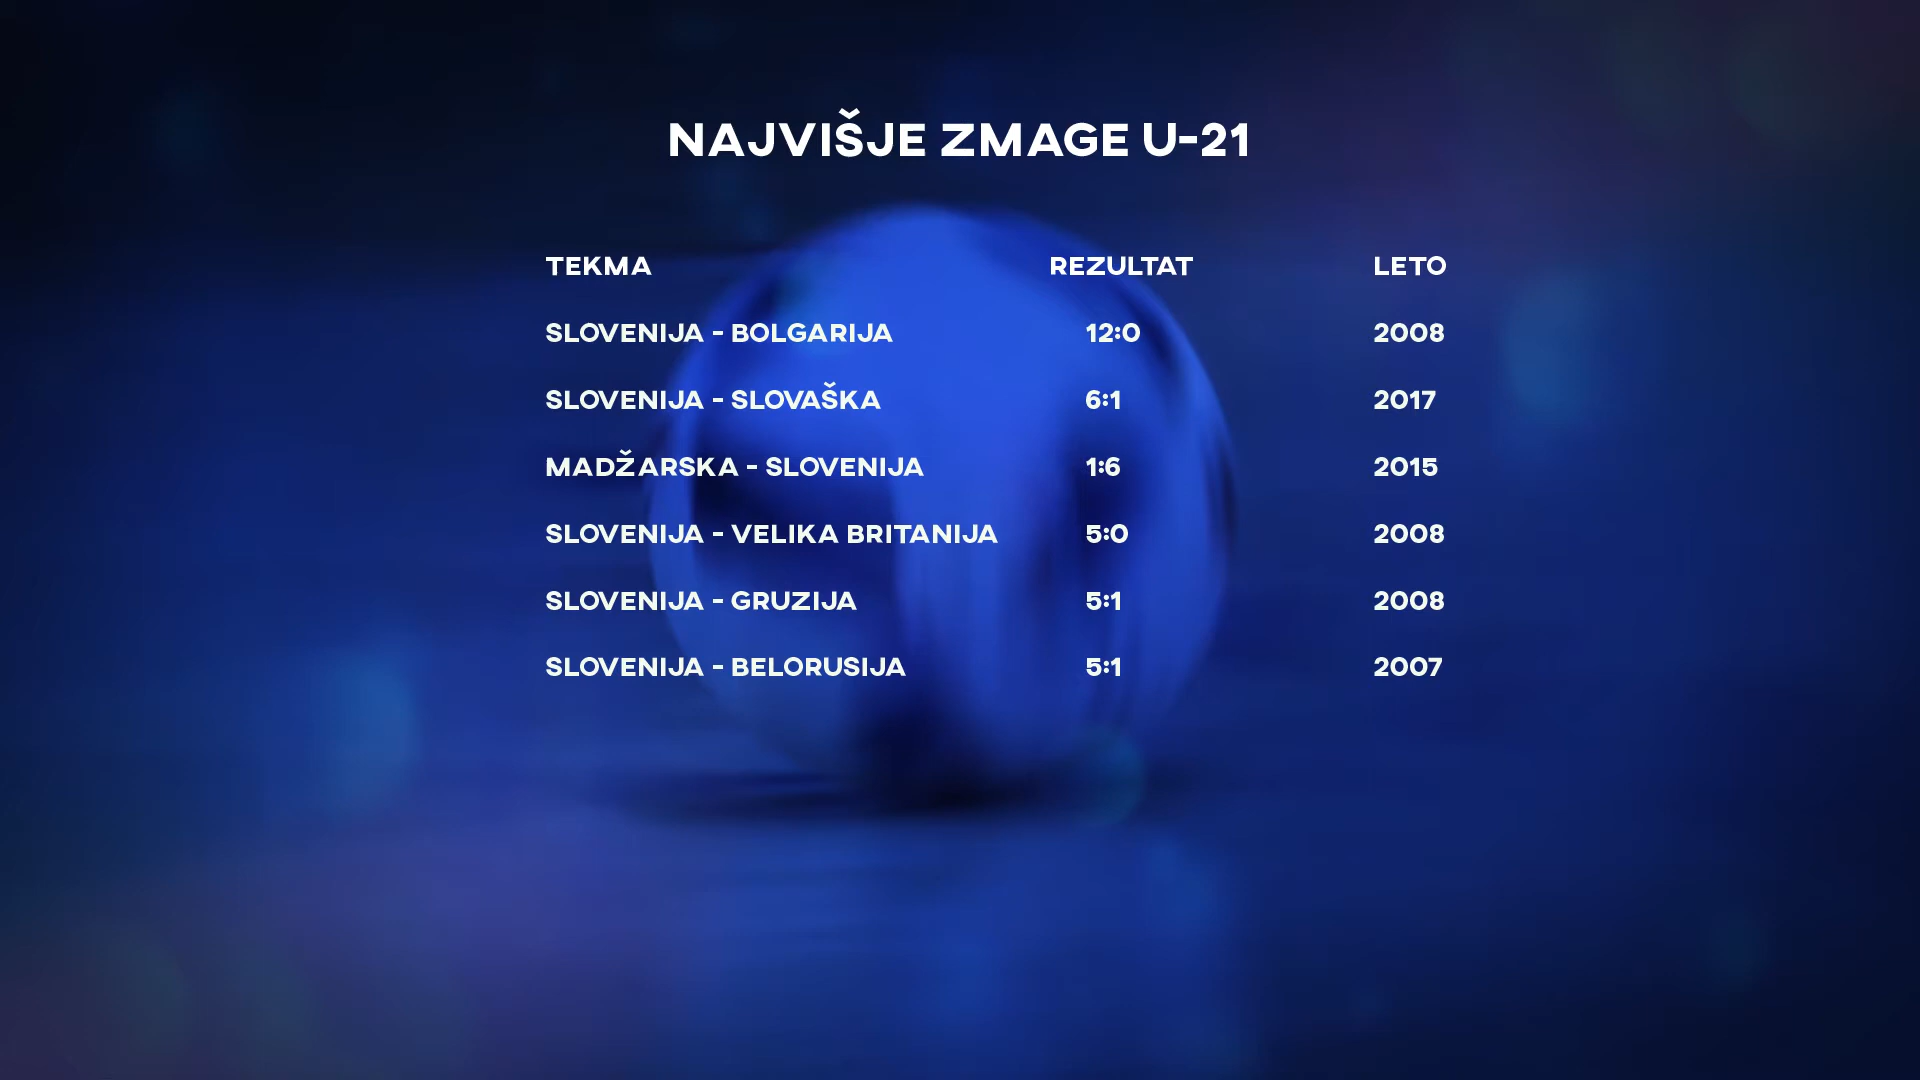 NAJVIŠJE ZMAGE U-21
TEKMA REZULTAT LETO
SLOVENIJA - BOLGARIJA 12:0 2008
SLOVENIJA - SLOVAŠKA 6:1 2017
MADŽARSKA - SLOVENIJA 1:6 2015
SLOVENIJA - VELIKA BRITANIJA 5:0 2008
SLOVENIJA - GRUZIJA 5:1 2008
SLOVENIJA - BELORUSIJA 5:1 2007